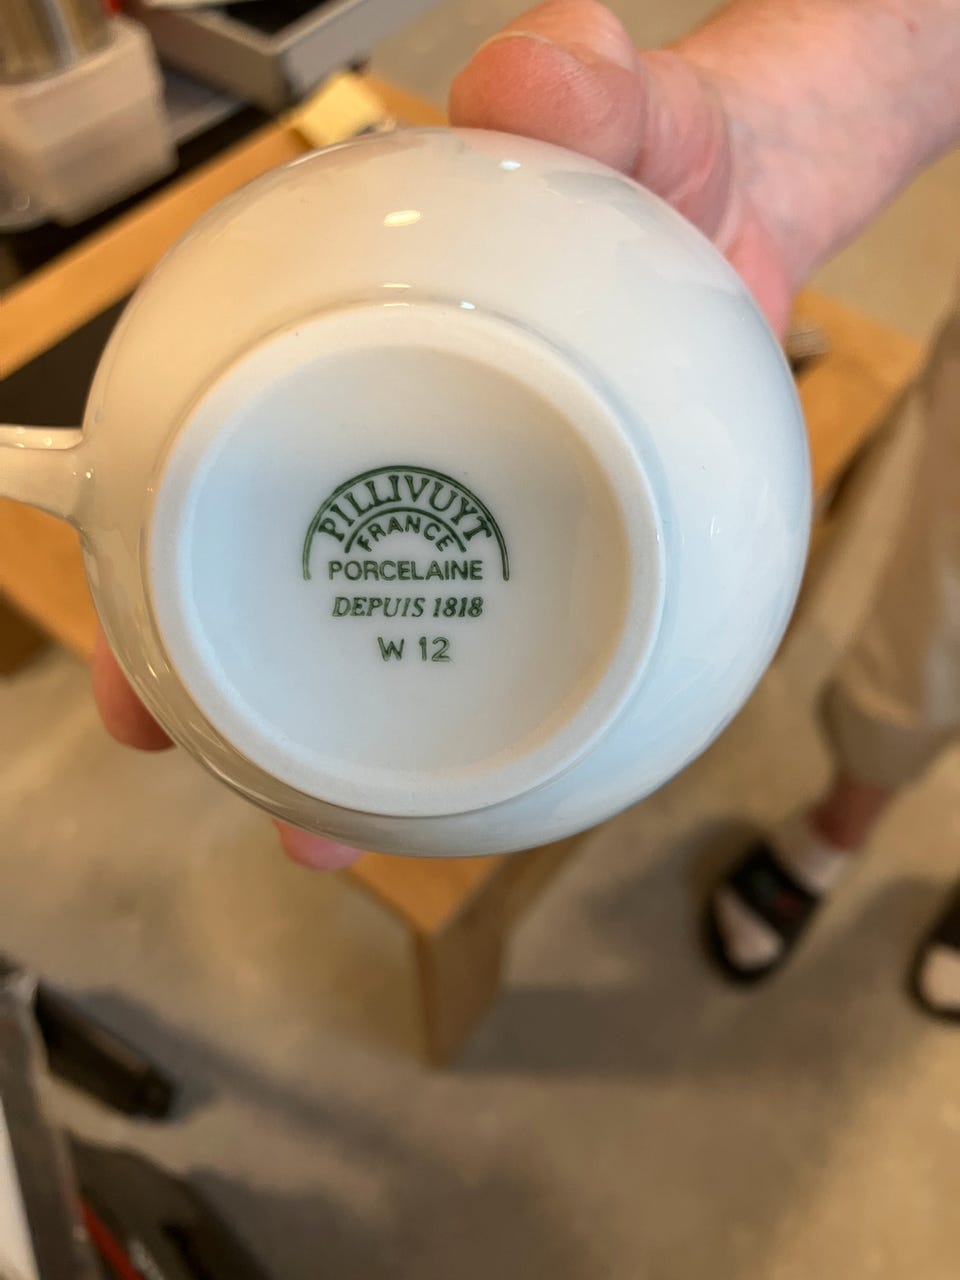 PILLIVUYT
FRANCE
PORCELAINE
DEPUIS 1818
W 12